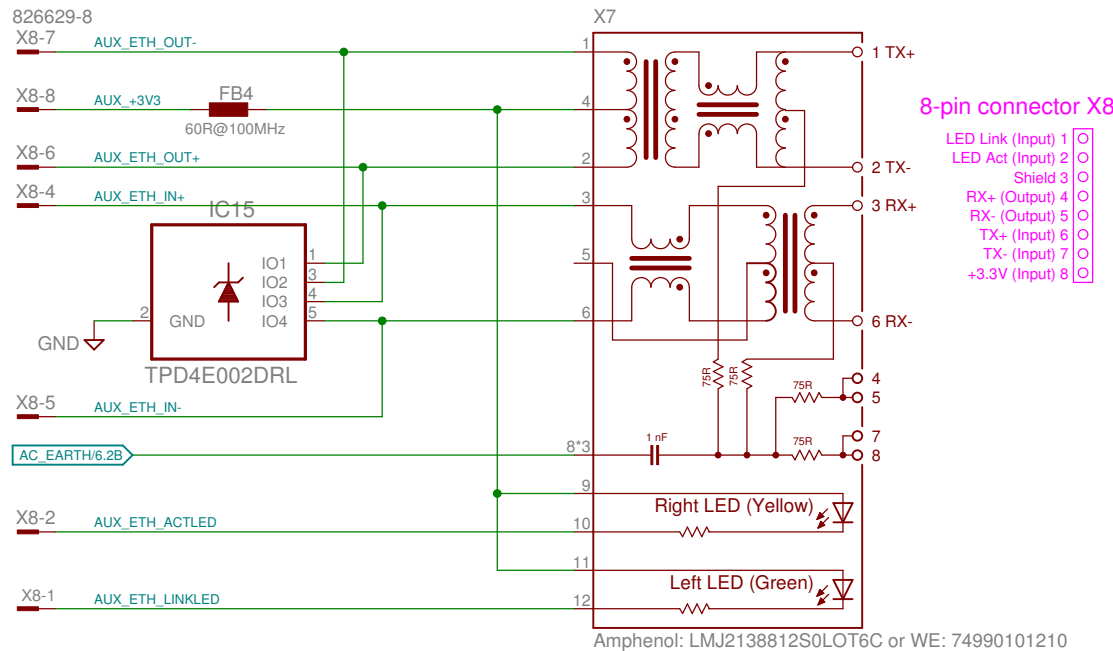 826629-8
X7
X8-7
AUX_ETH_OUT-
1
1 TX+
X8-8
AUX_+3V3
FB4
60R@100MHz
4
8-pin connector X8
LED Link (Input) 1
LED Act (Input) 2
Shield 3
RX+ (Output) 4
RX- (Output) 5
TX+ (Input) 6
TX- (Input) 7
+3.3V (Input) 8
X8-6
AUX_ETH_OUT+
2
2 TX-
X8-4
AUX_ETH_IN+
3
3 RX+
IC15
IO1
1
IO2
3
IO3
4
IO4
5
2
GND
GND
TPD4E002DRL
5
6
6 RX-
X8-5
AUX_ETH_IN-
75R
75R
75R
4
5
AC_EARTH/6.2B
8*3
1 nF
75R
7
8
9
Right LED (Yellow)
X8-2
AUX_ETH_ACTLED
10
11
Left LED (Green)
X8-1
AUX_ETH_LINKLED
12
Amphenol: LMJ2138812S0LOT6C or WE: 74990101210